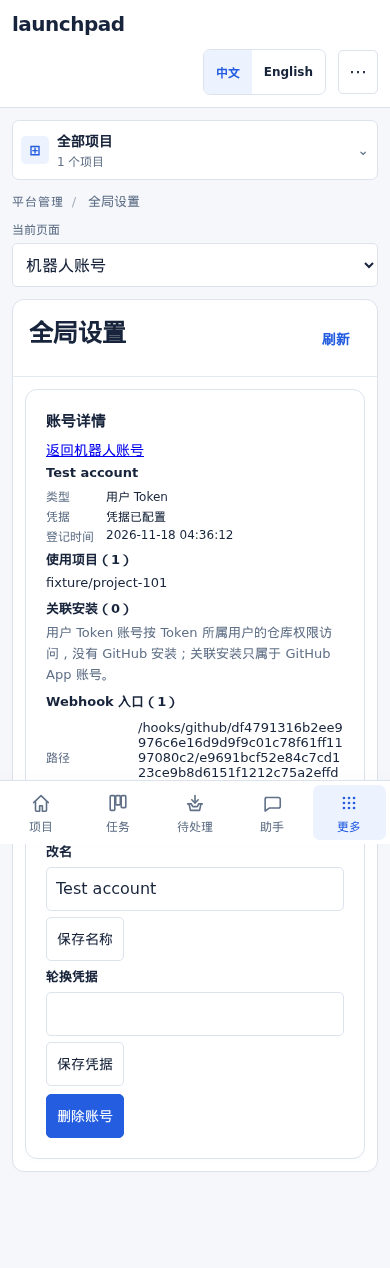 launchpad
中文 English ⋯
全部项目
1 个项目
平台管理 / 全局设置
当前页面
机器人账号
全局设置
刷新
账号详情
返回机器人账号
Test account
类型 用户 Token
凭据 凭据已配置
登记时间 2026-11-18 04:36:12
使用项目（1）
fixture/project-101
关联安装（0）
用户 Token 账号按 Token 所属用户的仓库权限访
问，没有 GitHub 安装；关联安装只属于 GitHub
App 账号。
Webhook 入口（1）
路径
/hooks/github/df4791316b2ee9
976c6e16d9d9f9c01c78f61ff11
97080c2/e9691bcf52e84c7cd1
23ce9b8d6151f1212c75a2effd
项目 任务 待处理 助手 更多
改名
Test account
保存名称
轮换凭据
保存凭据
删除账号